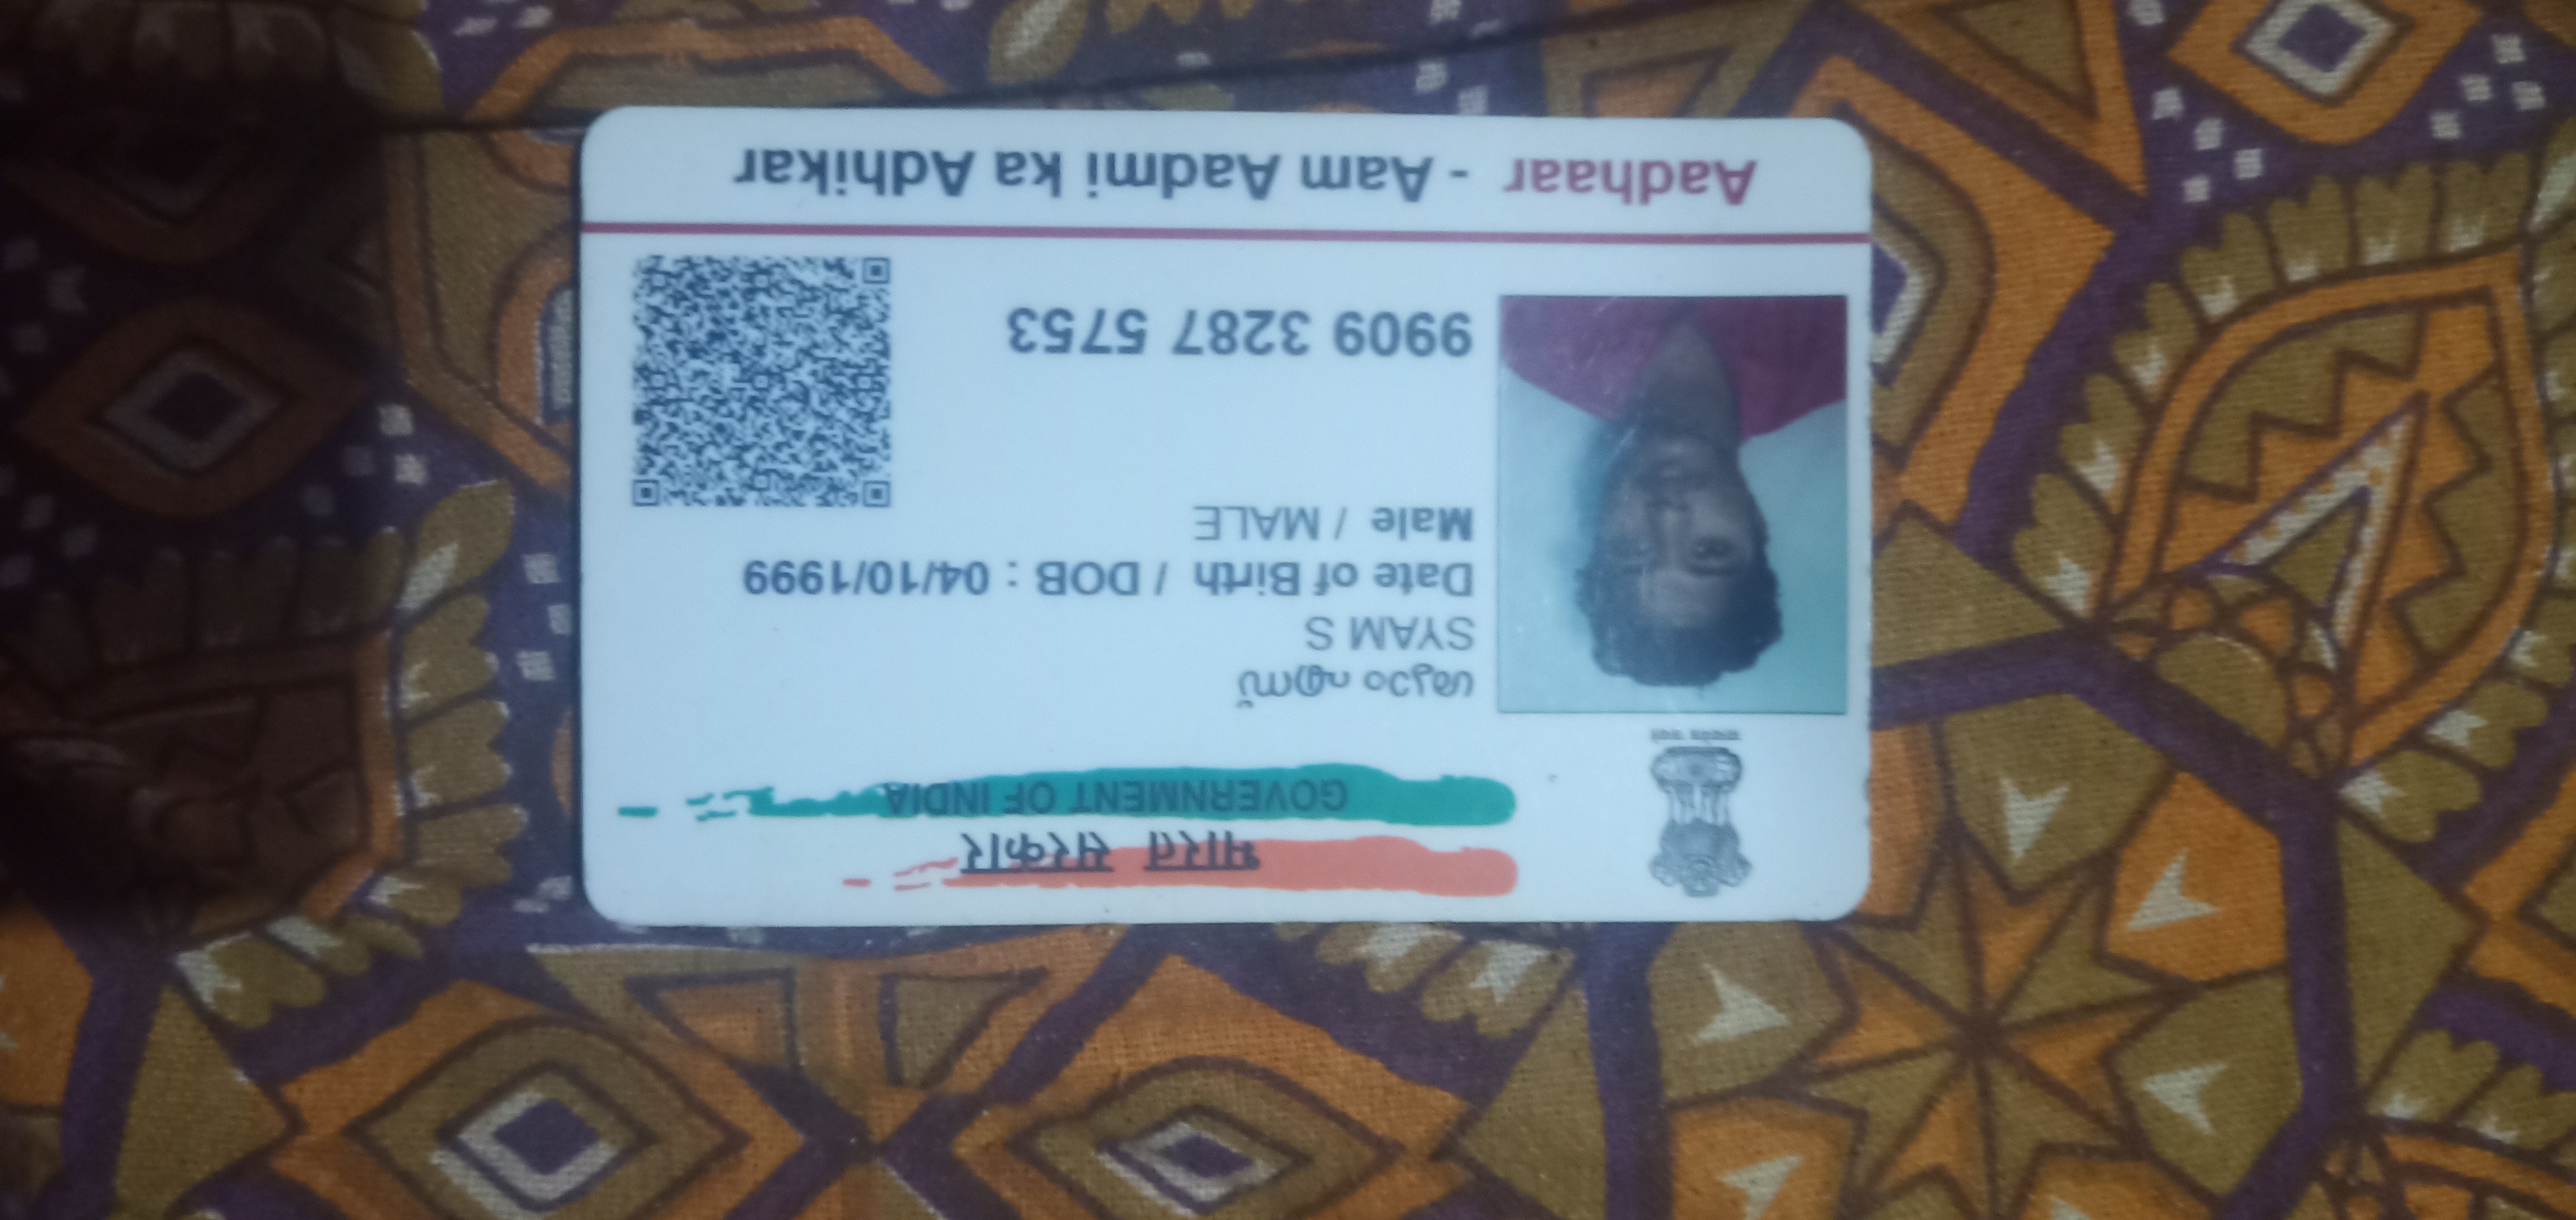 भारत सरकार
GOVERNMENT OF INDIA
ശ്യാം എസ്
SYAM S
Date of Birth / DOB : 04/10/1999
Male / MALE
9909 3287 5753
Aadhaar - Aam Aadmi ka Adhikar